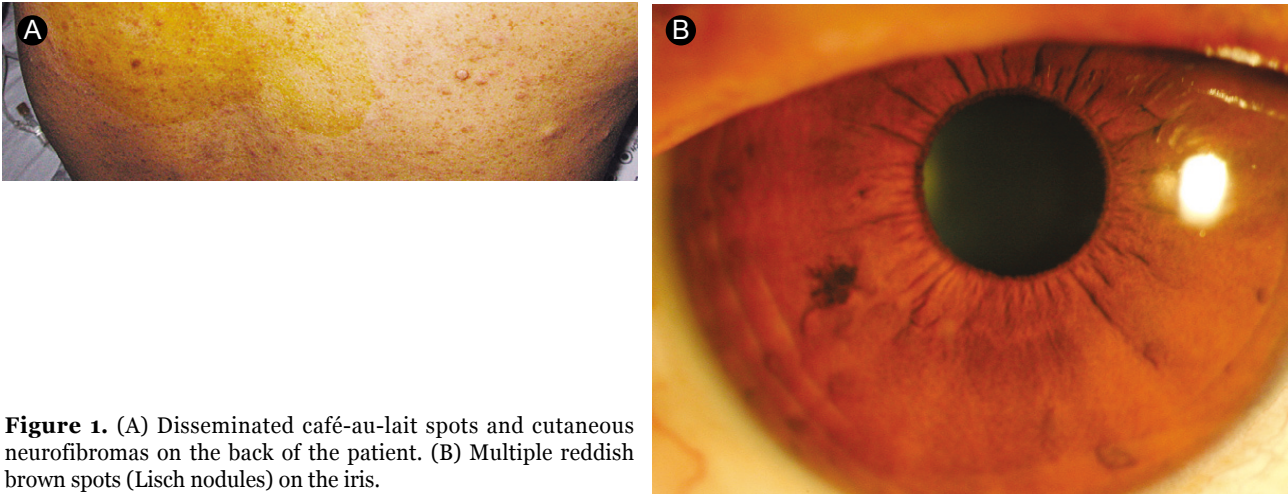 A
B
Figure 1. (A) Disseminated café-au-lait spots and cutaneous
neurofibromas on the back of the patient. (B) Multiple reddish
brown spots (Lisch nodules) on the iris.